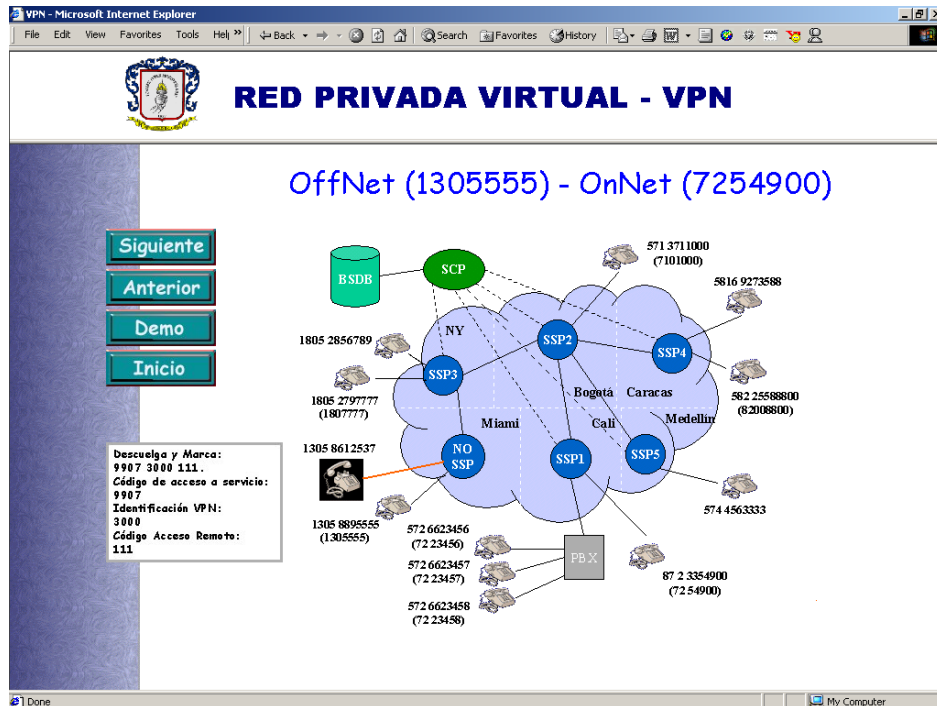 VPN - Microsoft Internet Explorer
File Edit View Favorites Tools Help »
Back Search Favorites History
RED PRIVADA VIRTUAL - VPN
OffNet (1305555) - OnNet (7254900)
Siguiente
Anterior
Demo
Inicio
BSDB
SCP
571 3711000
(7101000)
5816 9273588
NY
SSP2
1805 2856789
SSP4
SSP3
1805 2797777
(1807777)
Bogotá Caracas
582 25588800
(82008800)
Miami
Cali
Medellín
1305 8612537
NO
SSP
SSP1
SSP5
574 4563333
1305 8895555
(1305555)
572 6623456
(72 23456)
PBX
87 2 3354900
(72 54900)
572 6623457
(72 23457)
572 6623458
(72 23458)
Descuelga y Marca:
9907 3000 111.
Código de acceso a servicio:
9907
Identificación VPN:
3000
Código Acceso Remoto:
111
Done
My Computer